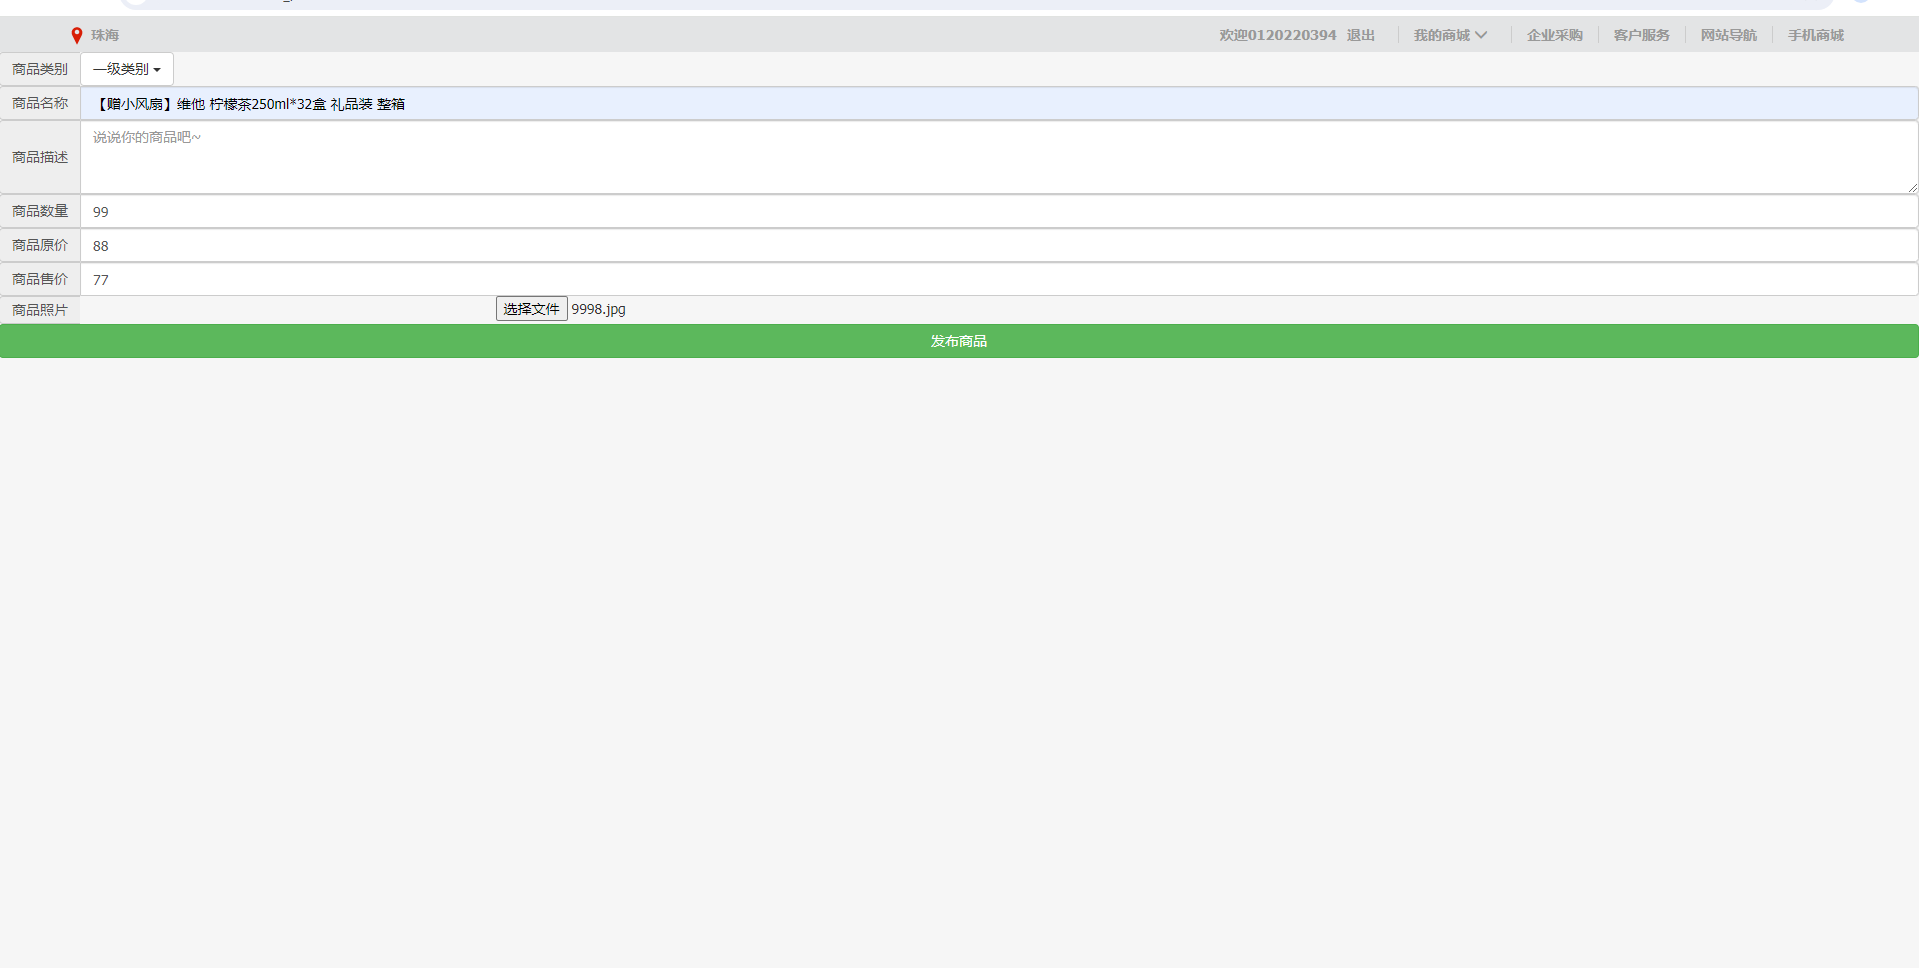 珠海 欢迎0120220394 退出 我的商城 企业采购 客户服务 网站导航 手机商城
商品类别 一级类别
商品名称 【赠小风扇】维他 柠檬茶250ml*32盒 礼品装 整箱
商品描述 说说你的商品吧~
商品数量 99
商品原价 88
商品售价 77
商品照片 选择文件 9998.jpg
发布商品